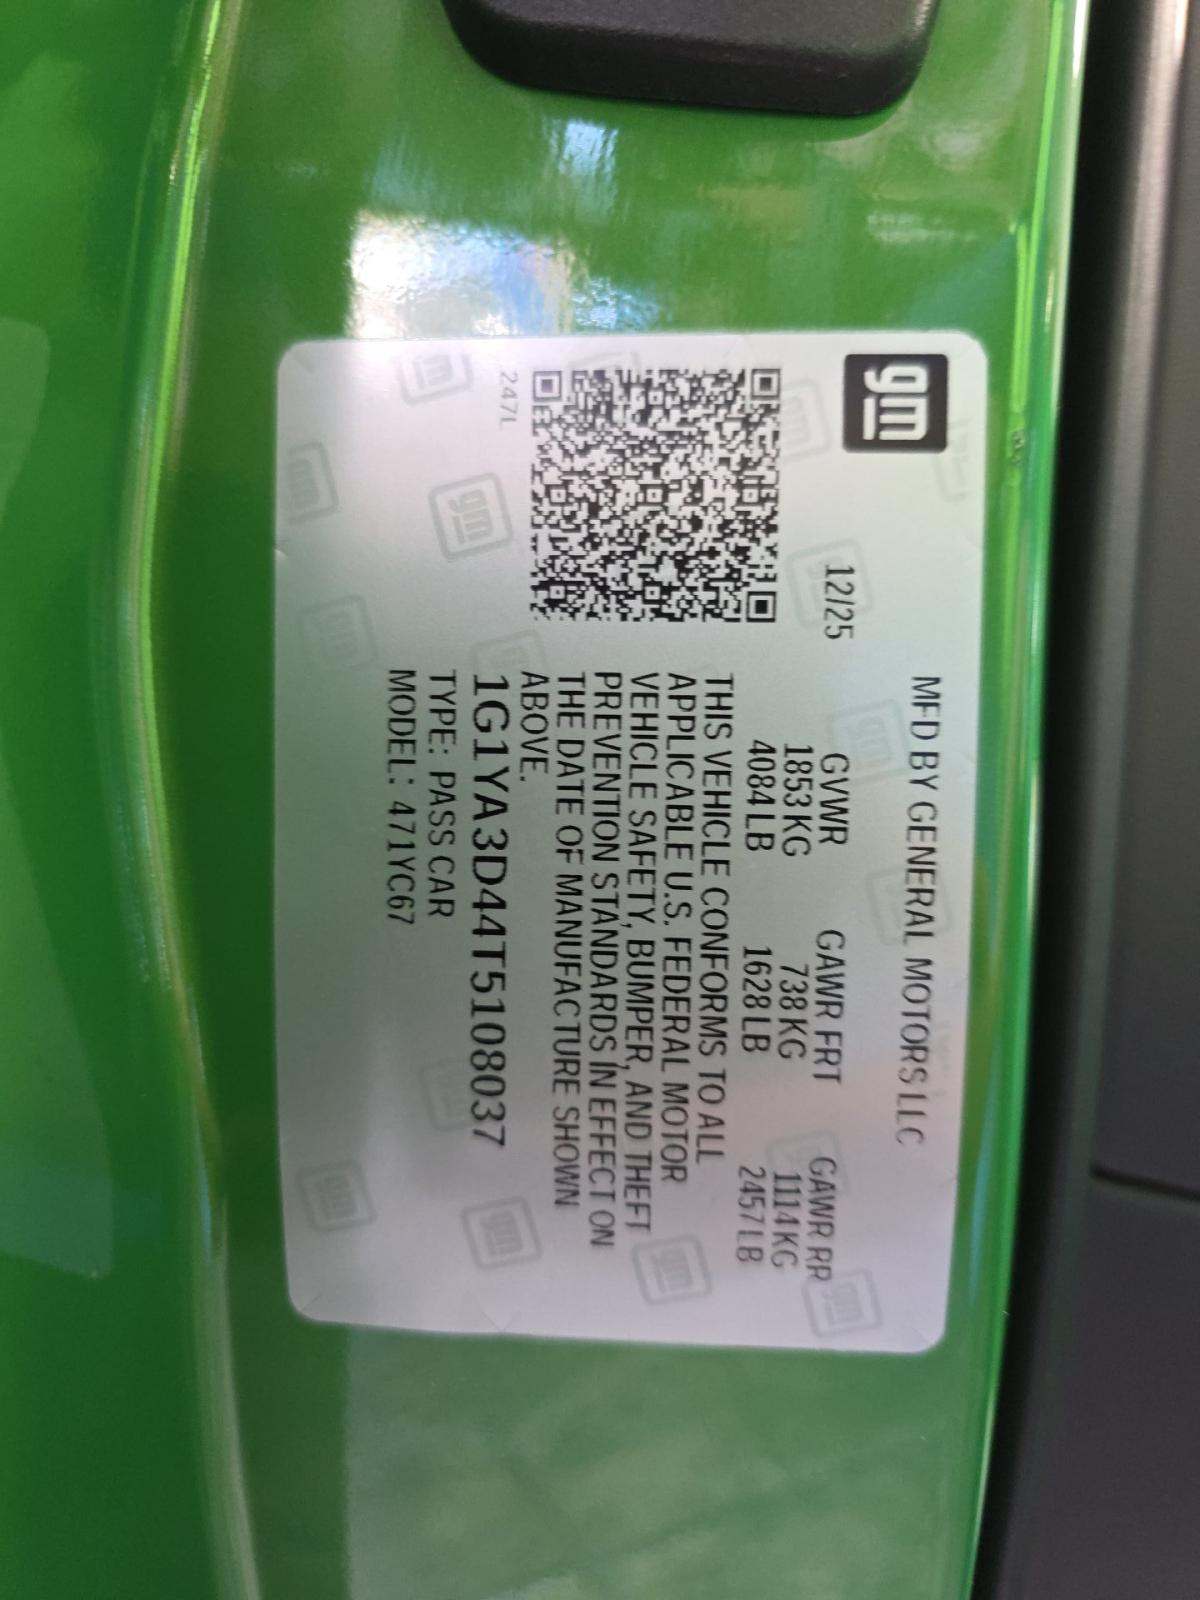 gm
MFD BY GENERAL MOTORS LLC
12/25
GVWR GAWR FRT GAWR RR
1853 KG 738 KG 1114 KG
4084 LB 1628 LB 2457 LB
THIS VEHICLE CONFORMS TO ALL
APPLICABLE U.S. FEDERAL MOTOR
VEHICLE SAFETY, BUMPER, AND THEFT
PREVENTION STANDARDS IN EFFECT ON
THE DATE OF MANUFACTURE SHOWN
ABOVE.
1G1YA3D44T5108037
TYPE: PASS CAR
MODEL: 471YC67
247L